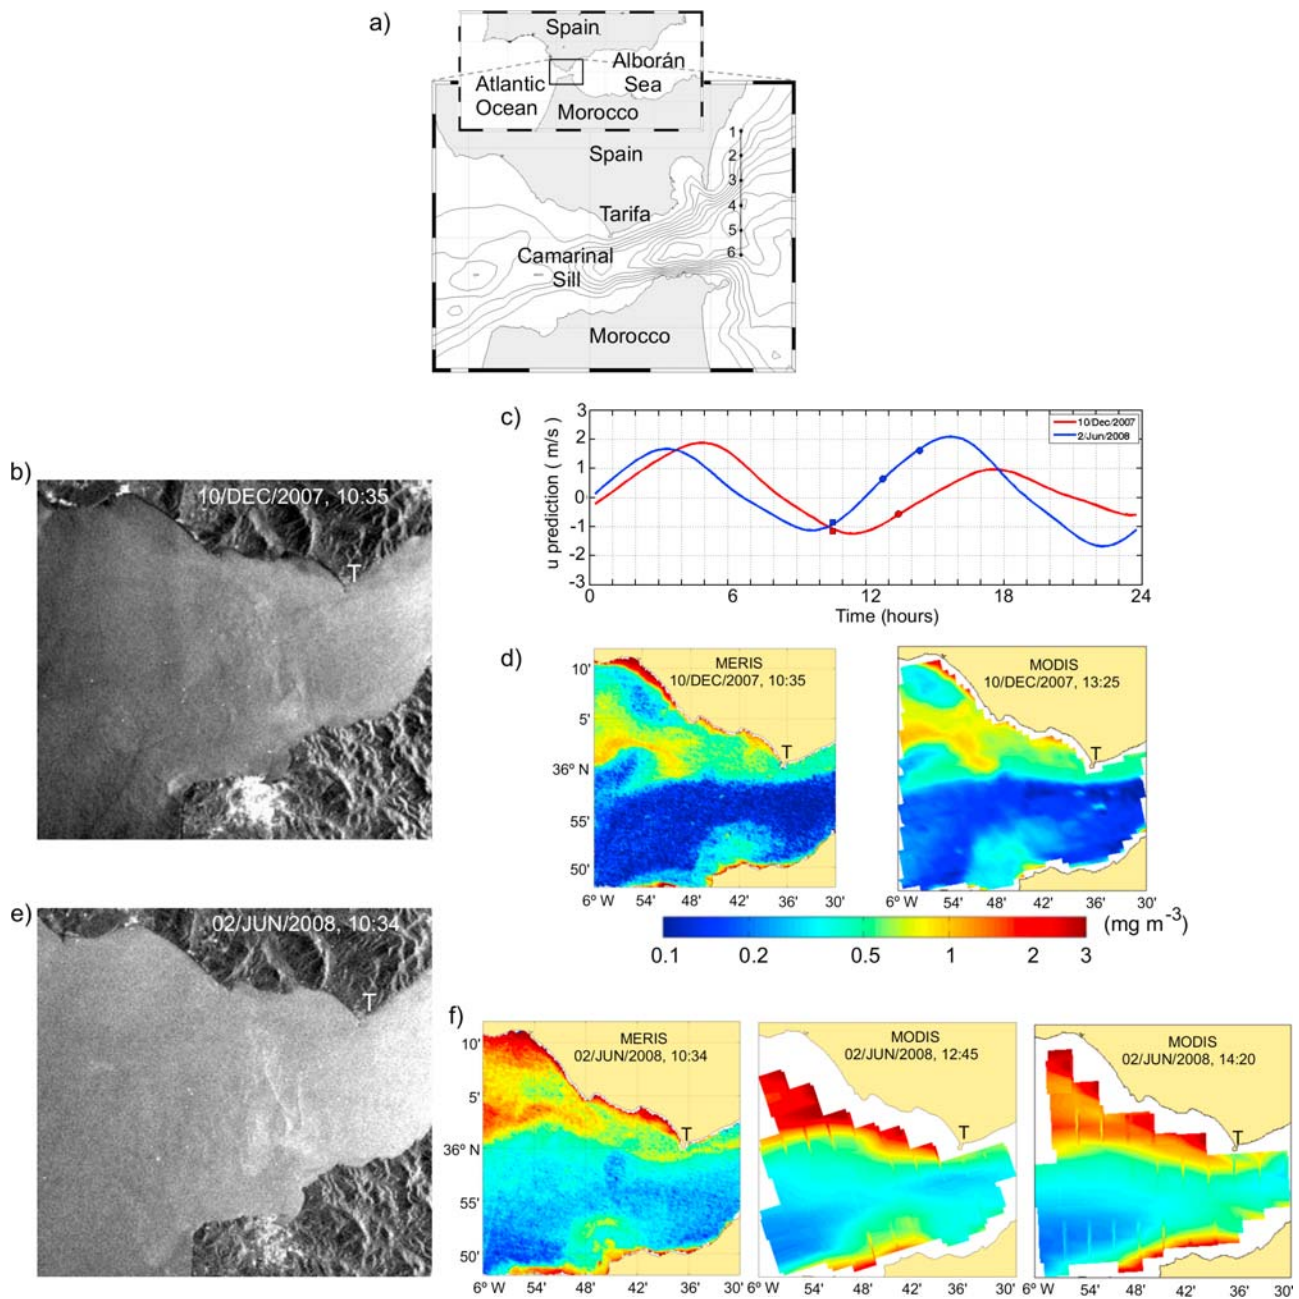 a)
Spain
Atlantic
Ocean
Alborán
Sea
Morocco
Spain
Tarifa
Camarinal
Sill
Morocco
1
2
3
4
5
6
b)
10/DEC/2007, 10:35
T
c)
u prediction ( m/s )
3
2
1
0
-1
-2
-3
10/Dec/2007
2/Jun/2008
0 6 12 18 24
Time (hours)
d)
MERIS
10/DEC/2007, 10:35
T
10'
5'
36º N
55'
50'
6º W 54' 48' 42' 36' 30'
MODIS
10/DEC/2007, 13:25
T
6º W 54' 48' 42' 36' 30'
(mg m-3)
0.1 0.2 0.5 1 2 3
e)
02/JUN/2008, 10:34
T
f)
MERIS
02/JUN/2008, 10:34
T
10'
5'
36º N
55'
50'
6º W 54' 48' 42' 36' 30'
MODIS
02/JUN/2008, 12:45
T
6º W 54' 48' 42' 36' 30'
MODIS
02/JUN/2008, 14:20
T
6º W 54' 48' 42' 36' 30'